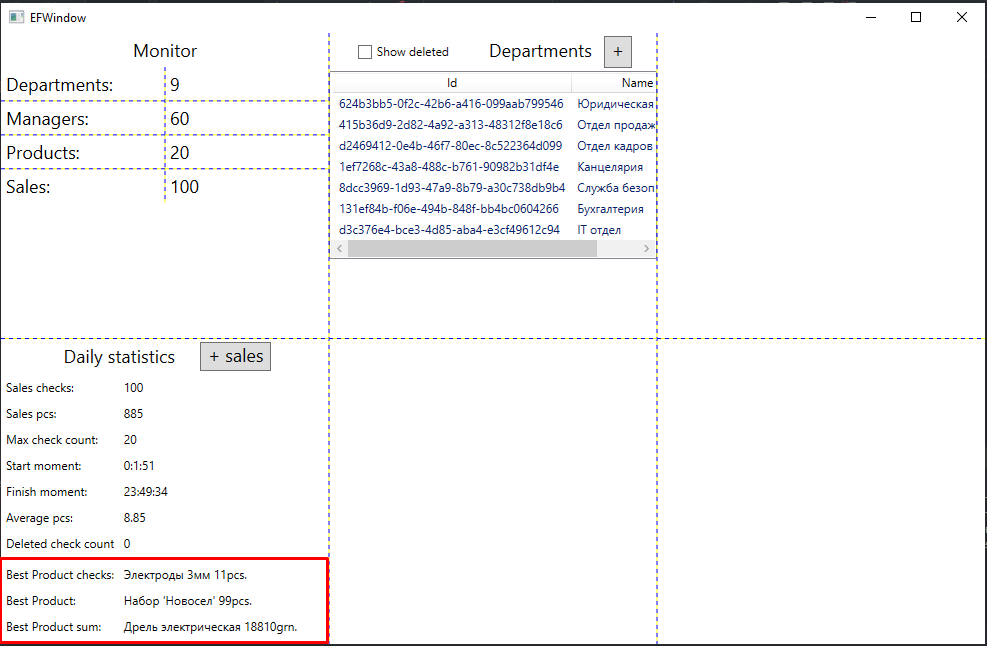 EFWindow
Monitor
Departments: 9
Managers: 60
Products: 20
Sales: 100
Show deleted Departments +
Id Name
624b3bb5-0f2c-42b6-a416-099aab799546 Юридическая
415b36d9-2d82-4a92-a313-48312f8e18c6 Отдел продаж
d2469412-0e4b-46f7-80ec-8c522364d099 Отдел кадров
1ef7268c-43a8-488c-b761-90982b31df4e Канцелярия
8dcc3969-1d93-47a9-8b79-a30c738db9b4 Служба безоп
131ef84b-f06e-494b-848f-bb4bc0604266 Бухгалтерия
d3c376e4-bce3-4d85-aba4-e3cf49612c94 IT отдел
Daily statistics + sales
Sales checks: 100
Sales pcs: 885
Max check count: 20
Start moment: 0:1:51
Finish moment: 23:49:34
Average pcs: 8.85
Deleted check count 0
Best Product checks: Электроды 3мм 11pcs.
Best Product: Набор 'Новосел' 99pcs.
Best Product sum: Дрель электрическая 18810grn.